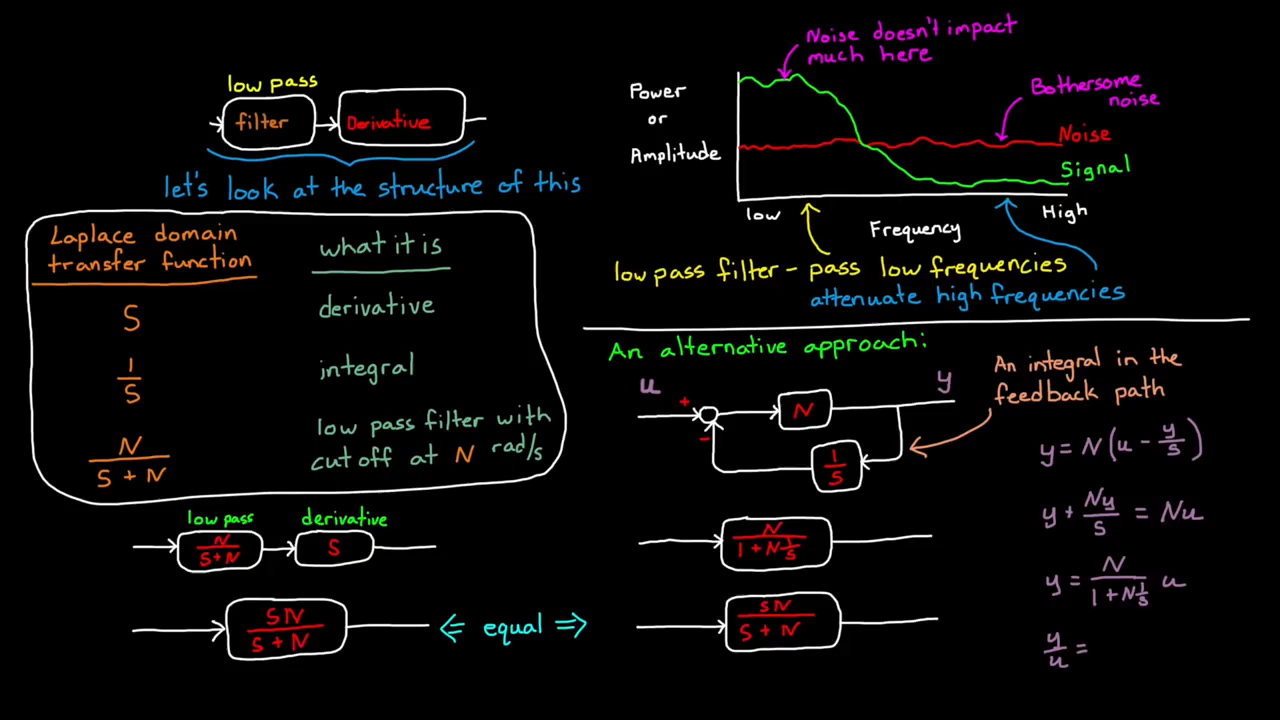 low pass
filter
Derivative
let's look at the structure of this
Laplace domain
transfer function
what it is
S
derivative
1
S
integral
N
S + N
low pass filter with
cut off at N rad/s
low pass
derivative
N
S+N
S
SN
S + N
⇐ equal ⇒
Noise doesn't impact
much here
Power
or
Amplitude
Bothersome
noise
Noise
Signal
low
Frequency
High
low pass filter - pass low frequencies
attenuate high frequencies
An alternative approach:
u
y
+
-
N
1
S
An integral in the
feedback path
N
1 + N 1/S
SN
S + N
y = N(u - y/S)
y + Ny/S = Nu
y = N/(1 + N 1/S) u
y/u =